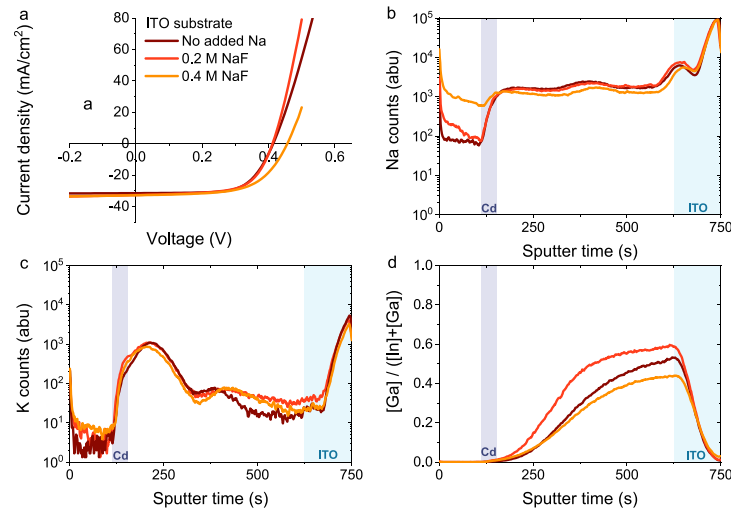 a
ITO substrate
No added Na
0.2 M NaF
0.4 M NaF
a
Current density (mA/cm²)
80
60
40
20
0
-20
-40
-0.2
0.0
0.2
0.4
0.6
Voltage (V)
b
Na counts (abu)
10⁵
10⁴
10³
10²
10¹
10⁰
Cd
ITO
0
250
500
750
Sputter time (s)
c
K counts (abu)
10⁵
10⁴
10³
10²
10¹
10⁰
Cd
ITO
0
250
500
750
Sputter time (s)
d
[Ga] / ([In]+[Ga])
1.0
0.8
0.6
0.4
0.2
0.0
Cd
ITO
0
250
500
750
Sputter time (s)